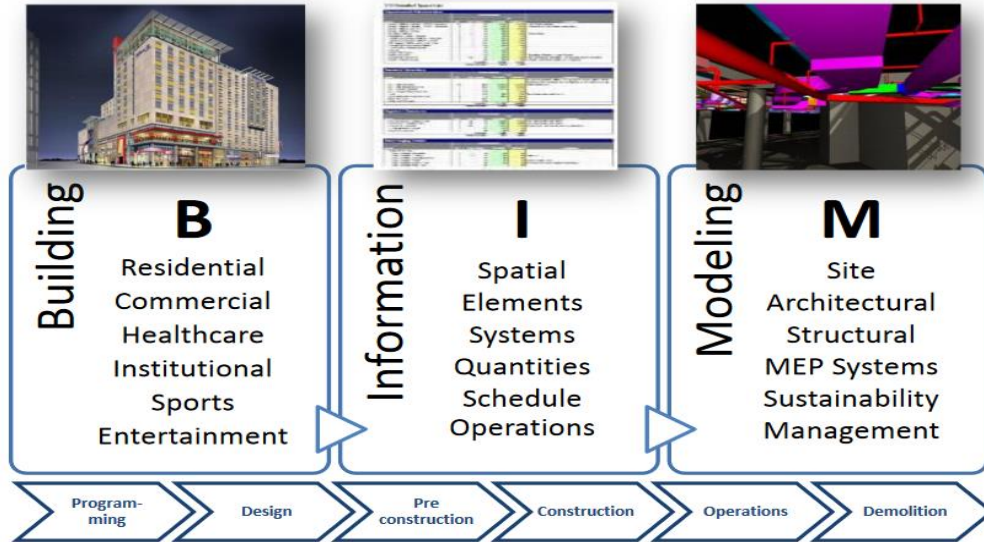 Building
B
Residential
Commercial
Healthcare
Institutional
Sports
Entertainment
Information
I
Spatial
Elements
Systems
Quantities
Schedule
Operations
Modeling
M
Site
Architectural
Structural
MEP Systems
Sustainability
Management
Program-
ming
Design
Pre
construction
Construction
Operations
Demolition